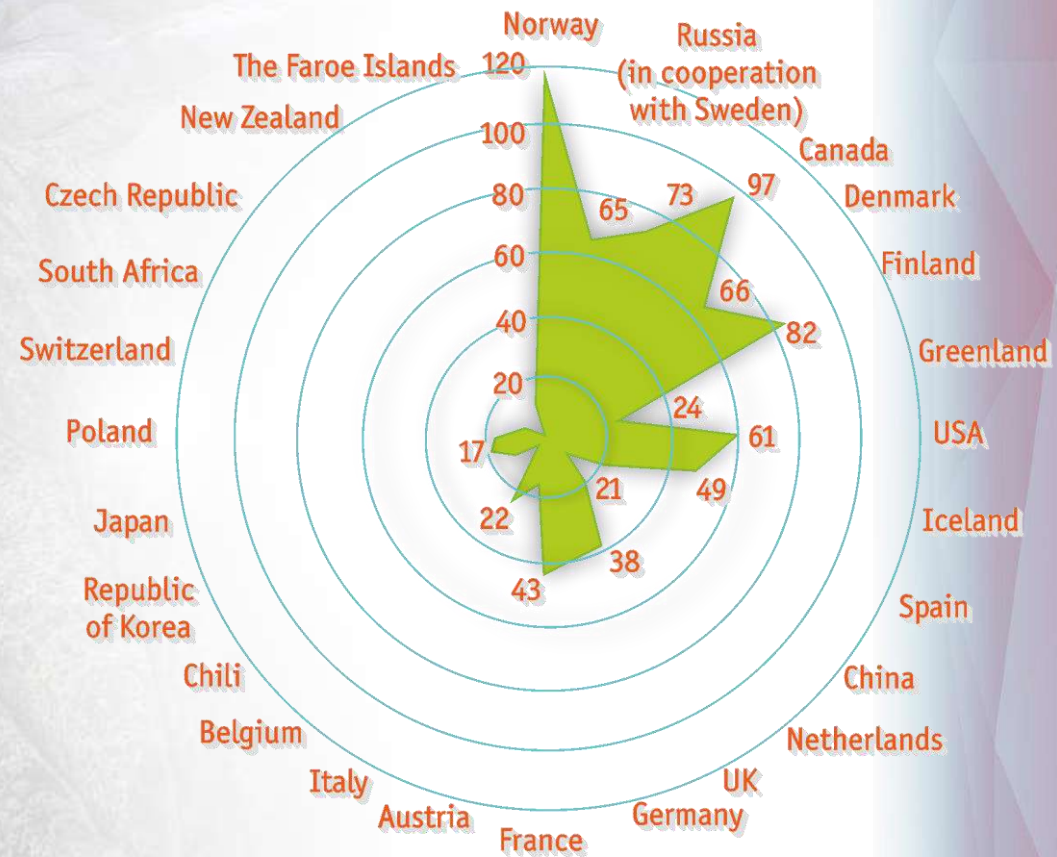 Norway
Russia
(in cooperation
with Sweden)
Canada
Denmark
Finland
Greenland
USA
Iceland
Spain
China
Netherlands
UK
Germany
France
Austria
Italy
Belgium
Chili
Republic
of Korea
Japan
Poland
Switzerland
South Africa
Czech Republic
New Zealand
The Faroe Islands
120
100
80
60
40
20
65
73
97
66
82
24
61
49
21
38
43
22
17